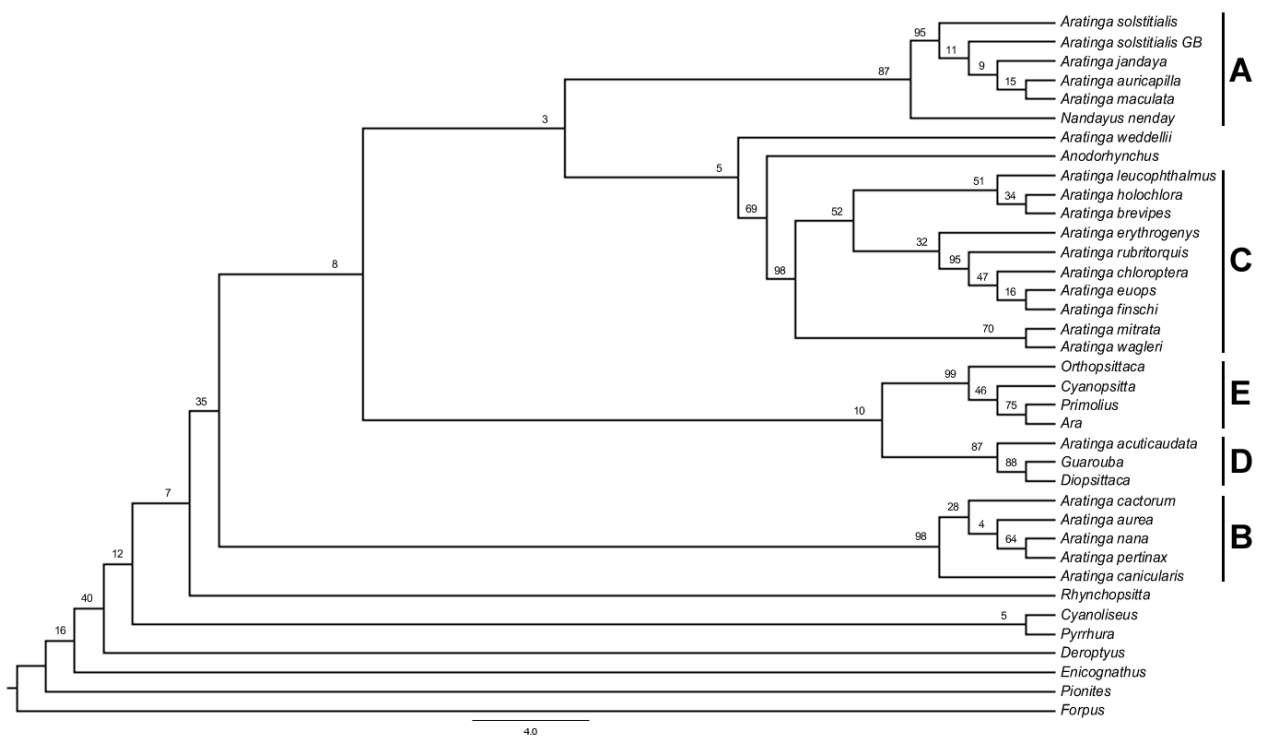 Aratinga solstitialis
95
Aratinga solstitialis GB
11
A
Aratinga jandaya
9
87
Aratinga auricapilla
15
Aratinga maculata
Nandayus nenday
3
Aratinga weddellii
Anodorhynchus
5
Aratinga leucophthalmus
51
Aratinga holochlora
34
69
Aratinga brevipes
52
Aratinga erythrogenys
32
Aratinga rubritorquis
95
C
8
98
Aratinga chloroptera
47
Aratinga euops
16
Aratinga finschi
70
Aratinga mitrata
Aratinga wagleri
Orthopsittaca
99
Cyanopsitta
46
E
35
Primolius
75
10
Ara
Aratinga acuticaudata
87
Guarouba
88
D
Diopsittaca
7
Aratinga cactorum
28
Aratinga aurea
4
98
Aratinga nana
64
B
12
Aratinga pertinax
Aratinga canicularis
40
Rhynchopsitta
5
Cyanoliseus
16
Pyrrhura
Deroptyus
Enicognathus
Pionites
Forpus
4.0